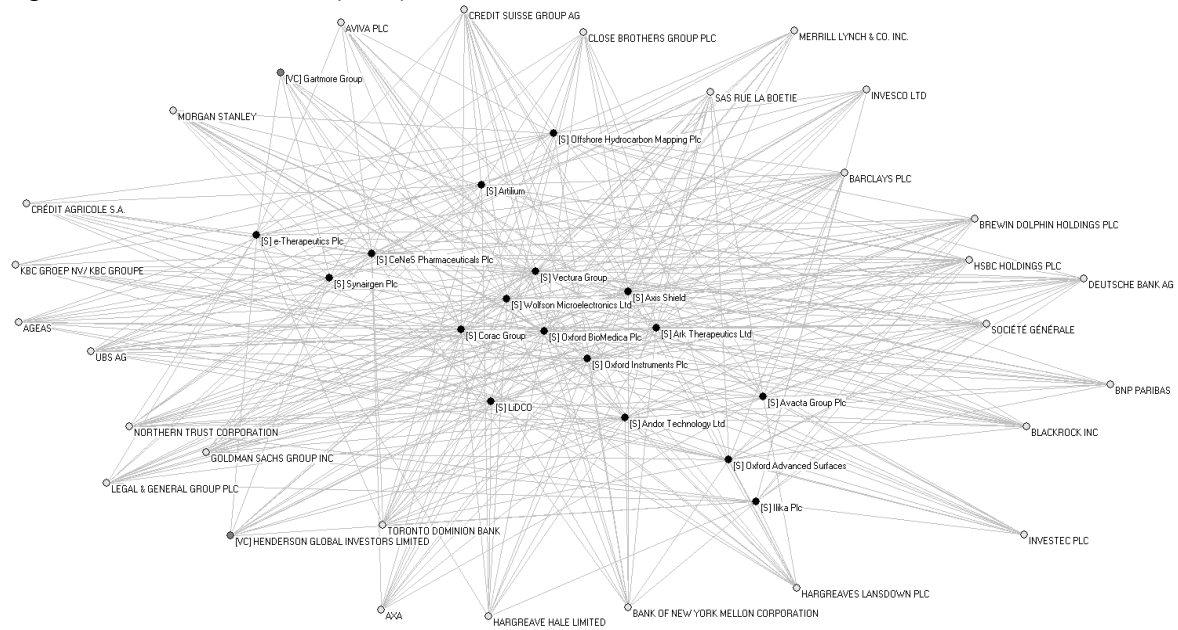 CREDIT SUISSE GROUP AG
AVIVA PLC
CLOSE BROTHERS GROUP PLC
MERRILL LYNCH & CO. INC.
[VC] Gartmore Group
SAS RUE LA BOETIE
INVESCO LTD
MORGAN STANLEY
[S] Offshore Hydrocarbon Mapping Plc
BARCLAYS PLC
[S] Artilium
CRÉDIT AGRICOLE S.A.
BREWIN DOLPHIN HOLDINGS PLC
[S] e-Therapeutics Plc
[S] CeNeS Pharmaceuticals Plc
HSBC HOLDINGS PLC
KBC GROEP NV/ KBC GROUPE
[S] Vectura Group
[S] Synairgen Plc
DEUTSCHE BANK AG
[S] Axis Shield
[S] Wolfson Microelectronics Ltd
AGEAS
SOCIÉTÉ GÉNÉRALE
[S] Corac Group
[S] Oxford BioMedica Plc
[S] Ark Therapeutics Ltd
UBS AG
[S] Oxford Instruments Plc
BNP PARIBAS
[S] Avacta Group Plc
[S] LiDCO
[S] Andor Technology Ltd
NORTHERN TRUST CORPORATION
BLACKROCK INC
GOLDMAN SACHS GROUP INC
[S] Oxford Advanced Surfaces
LEGAL & GENERAL GROUP PLC
[S] Ilika Plc
TORONTO DOMINION BANK
[VC] HENDERSON GLOBAL INVESTORS LIMITED
INVESTEC PLC
HARGREAVES LANSDOWN PLC
AXA
BANK OF NEW YORK MELLON CORPORATION
HARGREAVE HALE LIMITED